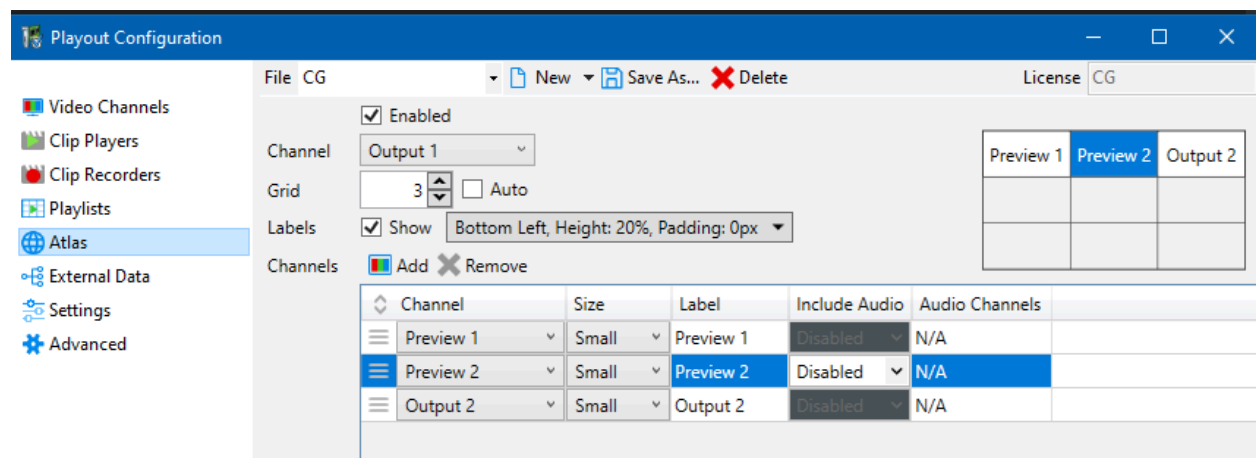 Playout Configuration
File CG New Save As... Delete License CG
Video Channels
Clip Players
Clip Recorders
Playlists
Atlas
External Data
Settings
Advanced
Enabled
Channel Output 1
Grid 3 Auto
Labels Show Bottom Left, Height: 20%, Padding: 0px
Channels Add Remove
Preview 1 Preview 2 Output 2
Channel Size Label Include Audio Audio Channels
Preview 1 Small Preview 1 Disabled N/A
Preview 2 Small Preview 2 Disabled N/A
Output 2 Small Output 2 Disabled N/A